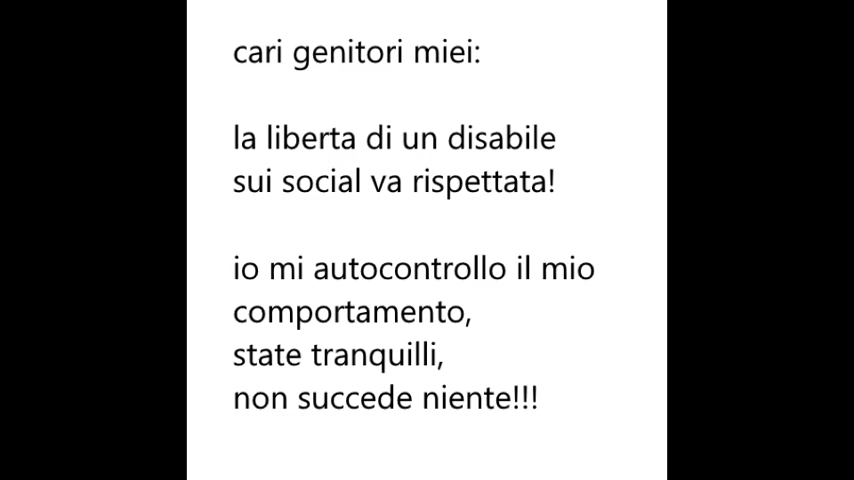 cari genitori miei:
la liberta di un disabile
sui social va rispettata!
io mi autocontrollo il mio
comportamento,
state tranquilli,
non succede niente!!!